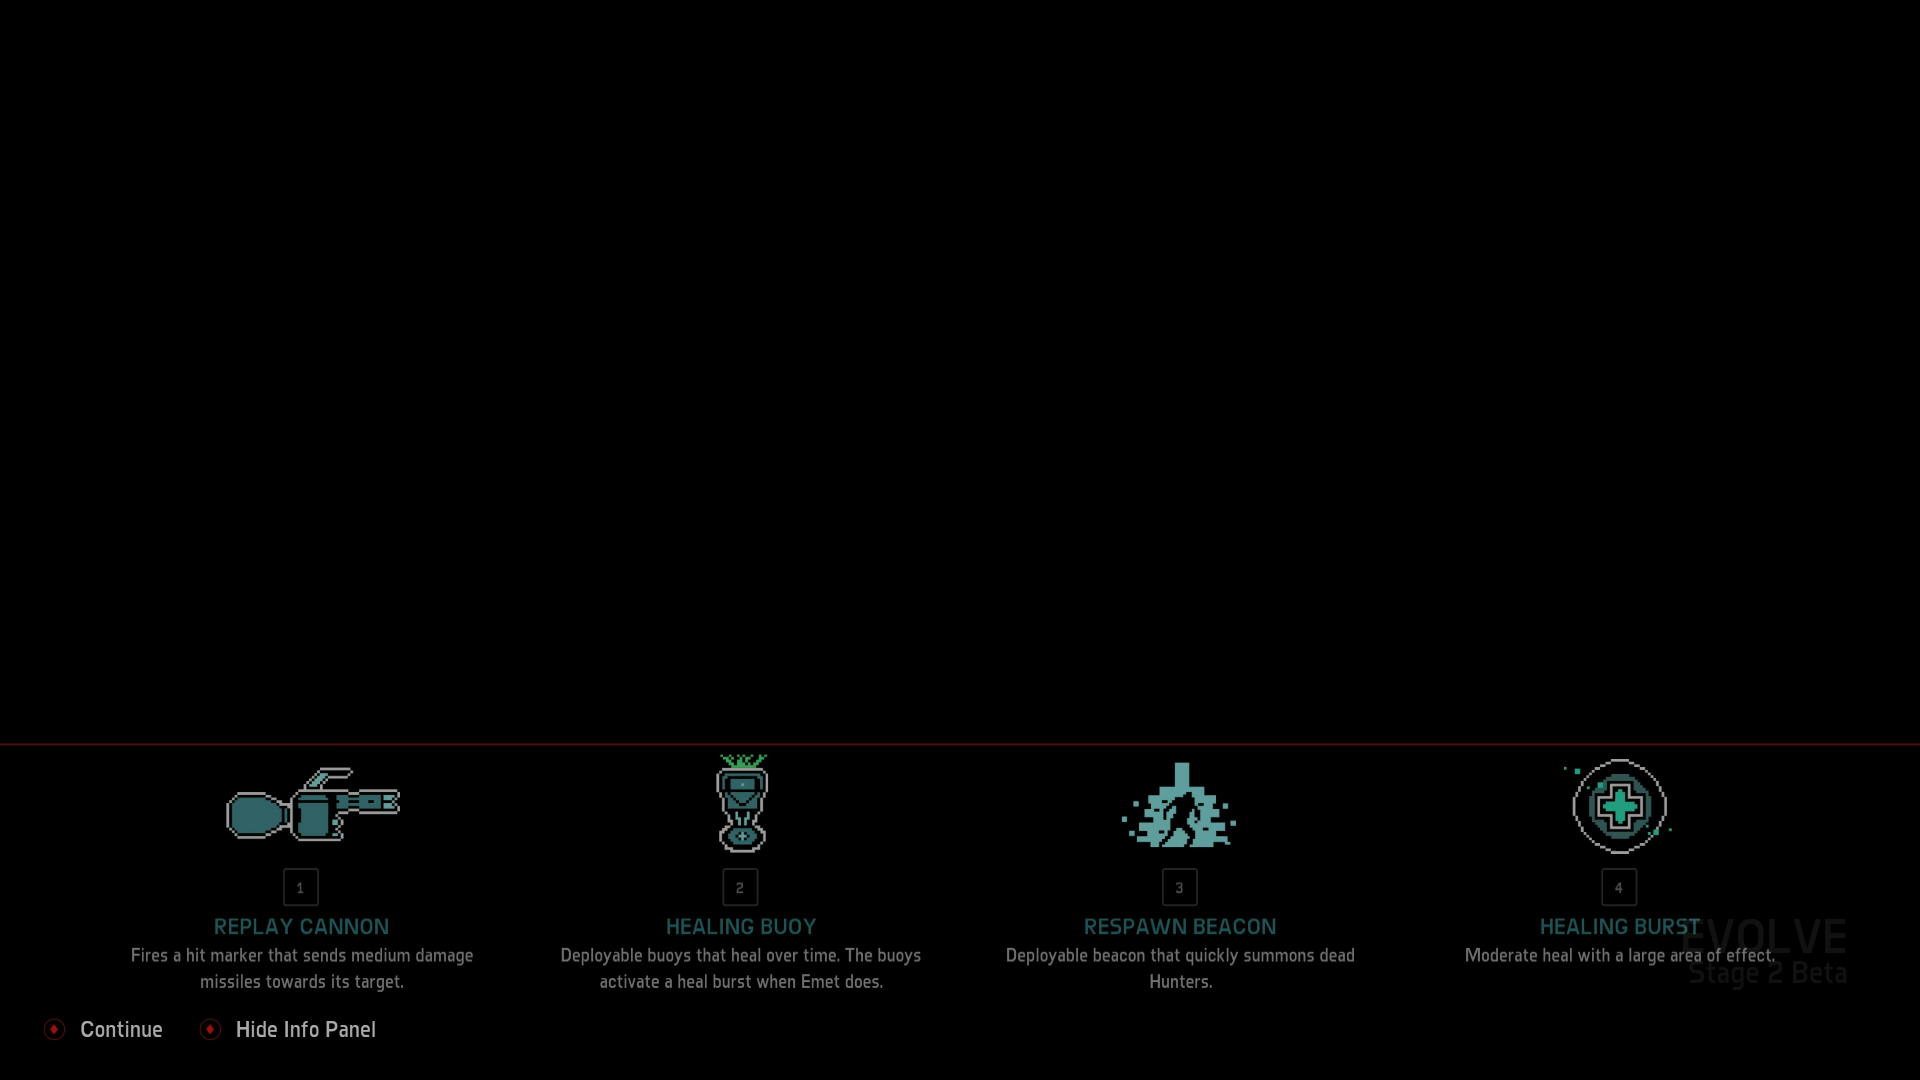 1
REPLAY CANNON
Fires a hit marker that sends medium damage
missiles towards its target.
2
HEALING BUOY
Deployable buoys that heal over time. The buoys
activate a heal burst when Emet does.
3
RESPAWN BEACON
Deployable beacon that quickly summons dead
Hunters.
4
HEALING BURST
Moderate heal with a large area of effect.
EVOLVE
Stage 2 Beta
Continue
Hide Info Panel